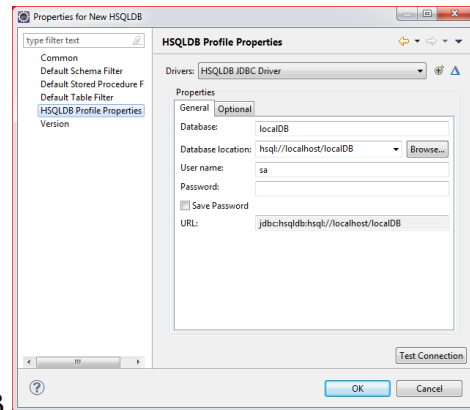 Properties for New HSQLDB
type filter text
Common
Default Schema Filter
Default Stored Procedure F
Default Table Filter
HSQLDB Profile Properties
Version
HSQLDB Profile Properties
Drivers: HSQLDB JDBC Driver
Properties
General Optional
Database: localDB
Database location: hsql://localhost/localDB Browse...
User name: sa
Password:
Save Password
URL: jdbc:hsqldb:hsql://localhost/localDB
Test Connection
OK Cancel